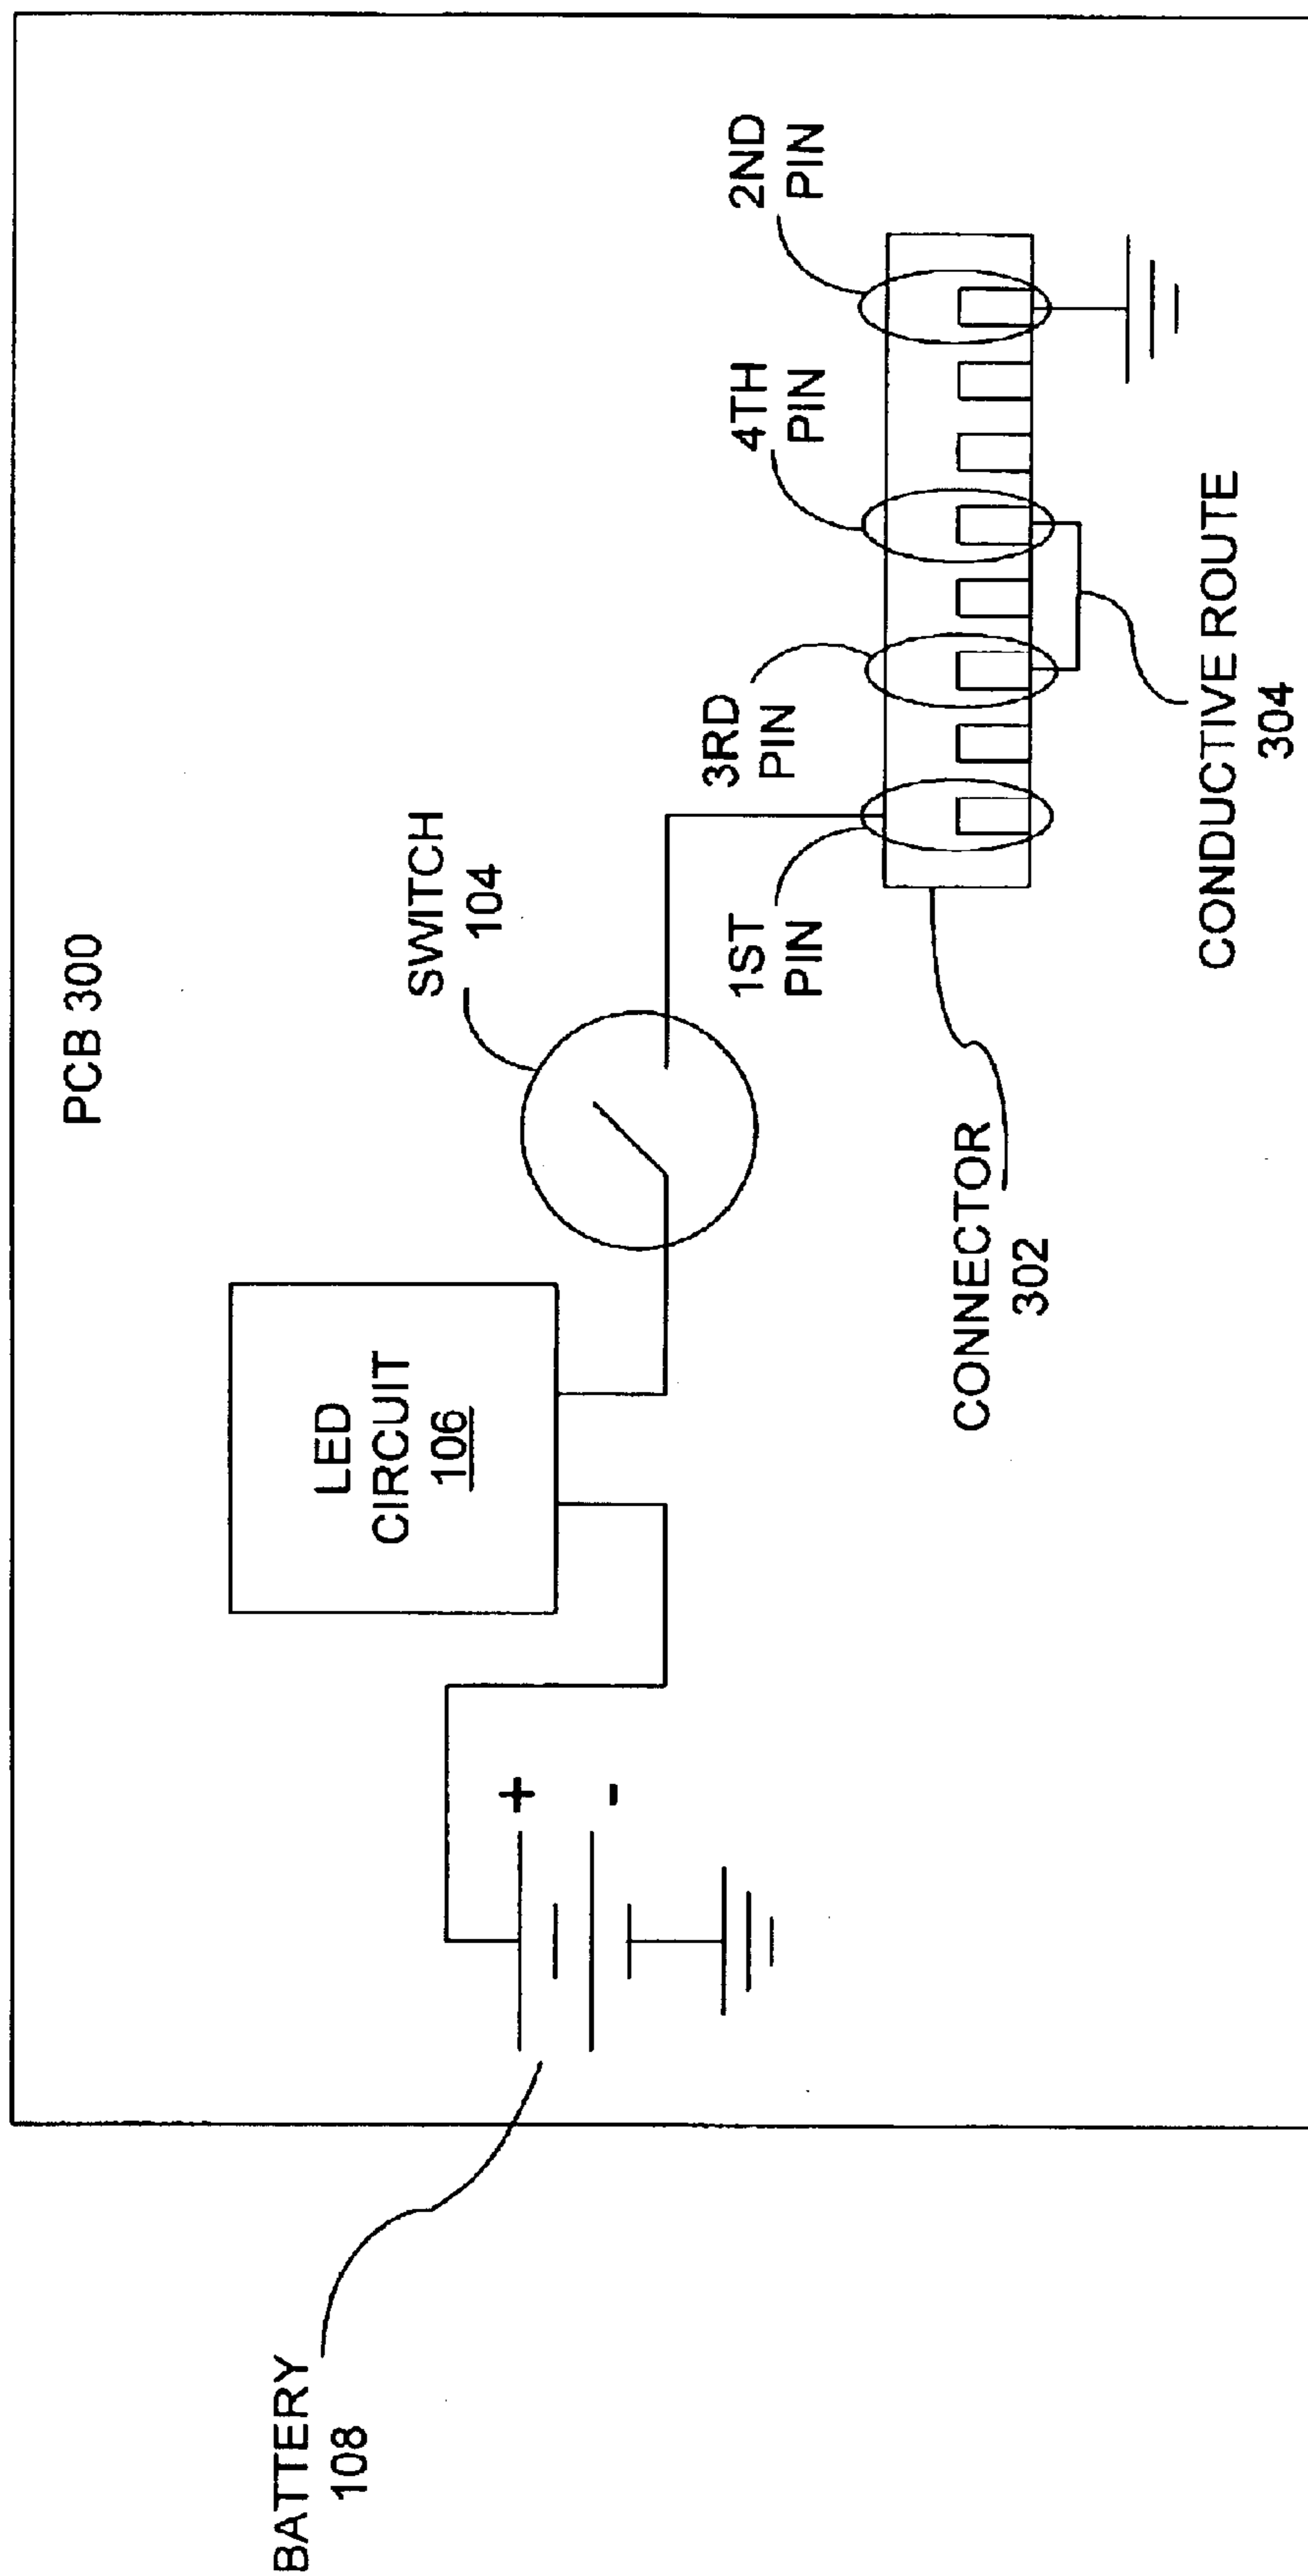 PCB 300
BATTERY
108
+
-
LED
CIRCUIT
106
SWITCH
104
1ST
PIN
3RD
PIN
4TH
PIN
2ND
PIN
CONNECTOR
302
CONDUCTIVE ROUTE
304